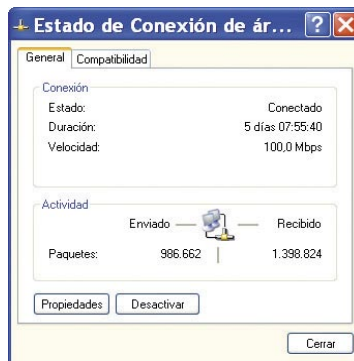 Estado de Conexión de ár...
General Compatibilidad
Conexión
Estado: Conectado
Duración: 5 días 07:55:40
Velocidad: 100,0 Mbps
Actividad
Enviado Recibido
Paquetes: 986.662 1.398.824
Propiedades Desactivar
Cerrar